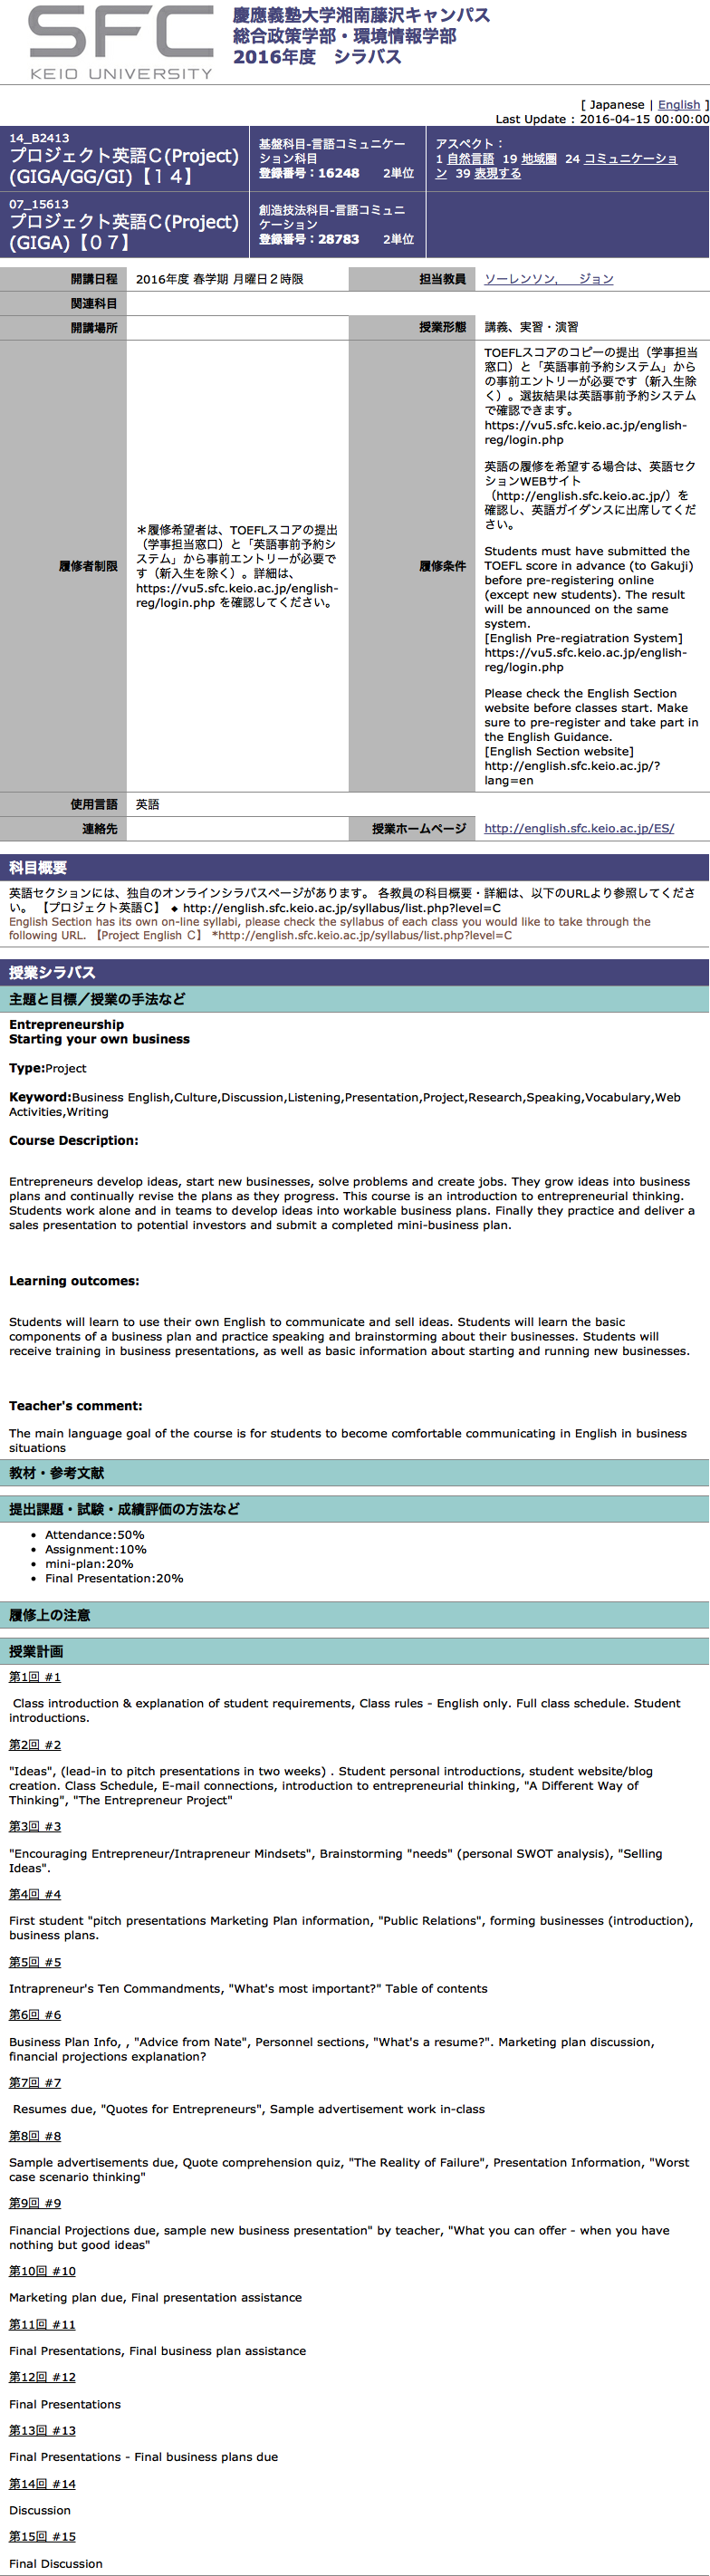 SFC
KEIO UNIVERSITY
慶應義塾大学湘南藤沢キャンパス
総合政策学部・環境情報学部
2016年度　シラバス
[ Japanese | English ]
Last Update : 2016-04-15 00:00:00
14_B2413
プロジェクト英語Ｃ(Project)
(GIGA/GG/GI)【１４】
基盤科目-言語コミュニケー
ション科目
登録番号：16248　　2単位
アスペクト：
1 自然言語 19 地域圏 24 コミュニケーショ
ン 39 表現する
07_15613
プロジェクト英語Ｃ(Project)
(GIGA)【０７】
創造技法科目-言語コミュニ
ケーション
登録番号：28783　　2単位
開講日程
2016年度 春学期 月曜日２時限
担当教員
ソーレンソン,　ジョン
関連科目
開講場所
授業形態
講義、実習・演習
履修者制限
＊履修希望者は、TOEFLスコアの提出
（学事担当窓口）と「英語事前予約シ
ステム」から事前エントリーが必要で
す（新入生を除く）。詳細は、
https://vu5.sfc.keio.ac.jp/english-
reg/login.php を確認してください。
履修条件
TOEFLスコアのコピーの提出（学事担当
窓口）と「英語事前予約システム」から
の事前エントリーが必要です（新入生除
く）。選抜結果は英語事前予約システム
で確認できます。
https://vu5.sfc.keio.ac.jp/english-
reg/login.php
英語の履修を希望する場合は、英語セク
ションWEBサイト
（http://english.sfc.keio.ac.jp/）を
確認し、英語ガイダンスに出席してくだ
さい。
Students must have submitted the
TOEFL score in advance (to Gakuji)
before pre-registering online
(except new students). The result
will be announced on the same
system.
[English Pre-regiatration System]
https://vu5.sfc.keio.ac.jp/english-
reg/login.php
Please check the English Section
website before classes start. Make
sure to pre-register and take part in
the English Guidance.
[English Section website]
http://english.sfc.keio.ac.jp/?
lang=en
使用言語
英語
連絡先
授業ホームページ
http://english.sfc.keio.ac.jp/ES/
科目概要
英語セクションには、独自のオンラインシラバスページがあります。 各教員の科目概要・詳細は、以下のURLより参照してくださ
い。 【プロジェクト英語Ｃ】 ◆ http://english.sfc.keio.ac.jp/syllabus/list.php?level=C
English Section has its own on-line syllabi, please check the syllabus of each class you would like to take through the
following URL. 【Project English Ｃ】 *http://english.sfc.keio.ac.jp/syllabus/list.php?level=C
授業シラバス
主題と目標／授業の手法など
Entrepreneurship
Starting your own business
Type:Project
Keyword:Business English,Culture,Discussion,Listening,Presentation,Project,Research,Speaking,Vocabulary,Web
Activities,Writing
Course Description:
Entrepreneurs develop ideas, start new businesses, solve problems and create jobs. They grow ideas into business
plans and continually revise the plans as they progress. This course is an introduction to entrepreneurial thinking.
Students work alone and in teams to develop ideas into workable business plans. Finally they practice and deliver a
sales presentation to potential investors and submit a completed mini-business plan.
Learning outcomes:
Students will learn to use their own English to communicate and sell ideas. Students will learn the basic
components of a business plan and practice speaking and brainstorming about their businesses. Students will
receive training in business presentations, as well as basic information about starting and running new businesses.
Teacher's comment:
The main language goal of the course is for students to become comfortable communicating in English in business
situations
教材・参考文献
提出課題・試験・成績評価の方法など
• Attendance:50%
• Assignment:10%
• mini-plan:20%
• Final Presentation:20%
履修上の注意
授業計画
第1回 #1
Class introduction & explanation of student requirements, Class rules - English only. Full class schedule. Student
introductions.
第2回 #2
"Ideas", (lead-in to pitch presentations in two weeks) . Student personal introductions, student website/blog
creation. Class Schedule, E-mail connections, introduction to entrepreneurial thinking, "A Different Way of
Thinking", "The Entrepreneur Project"
第3回 #3
"Encouraging Entrepreneur/Intrapreneur Mindsets", Brainstorming "needs" (personal SWOT analysis), "Selling
Ideas".
第4回 #4
First student "pitch presentations Marketing Plan information, "Public Relations", forming businesses (introduction),
business plans.
第5回 #5
Intrapreneur's Ten Commandments, "What's most important?" Table of contents
第6回 #6
Business Plan Info, , "Advice from Nate", Personnel sections, "What's a resume?". Marketing plan discussion,
financial projections explanation?
第7回 #7
Resumes due, "Quotes for Entrepreneurs", Sample advertisement work in-class
第8回 #8
Sample advertisements due, Quote comprehension quiz, "The Reality of Failure", Presentation Information, "Worst
case scenario thinking"
第9回 #9
Financial Projections due, sample new business presentation" by teacher, "What you can offer - when you have
nothing but good ideas"
第10回 #10
Marketing plan due, Final presentation assistance
第11回 #11
Final Presentations, Final business plan assistance
第12回 #12
Final Presentations
第13回 #13
Final Presentations - Final business plans due
第14回 #14
Discussion
第15回 #15
Final Discussion